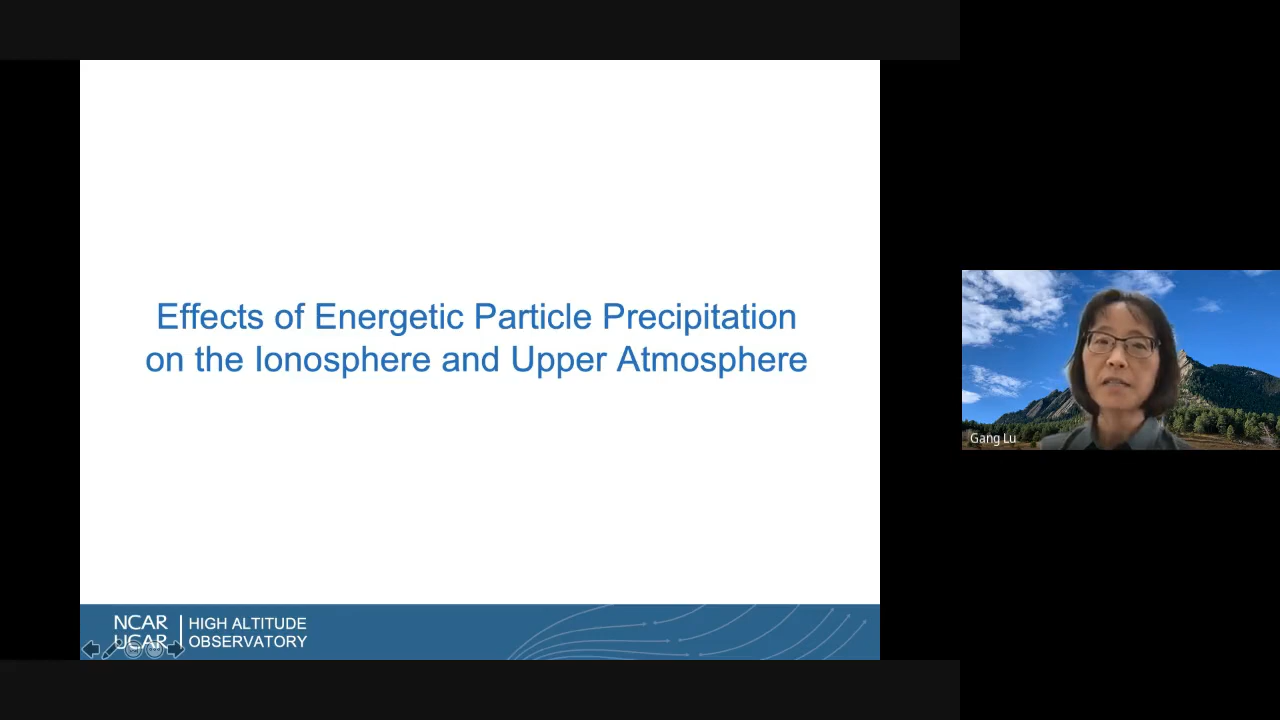 Effects of Energetic Particle Precipitation
on the Ionosphere and Upper Atmosphere
Gang Lu
NCAR
UCAR
HIGH ALTITUDE
OBSERVATORY